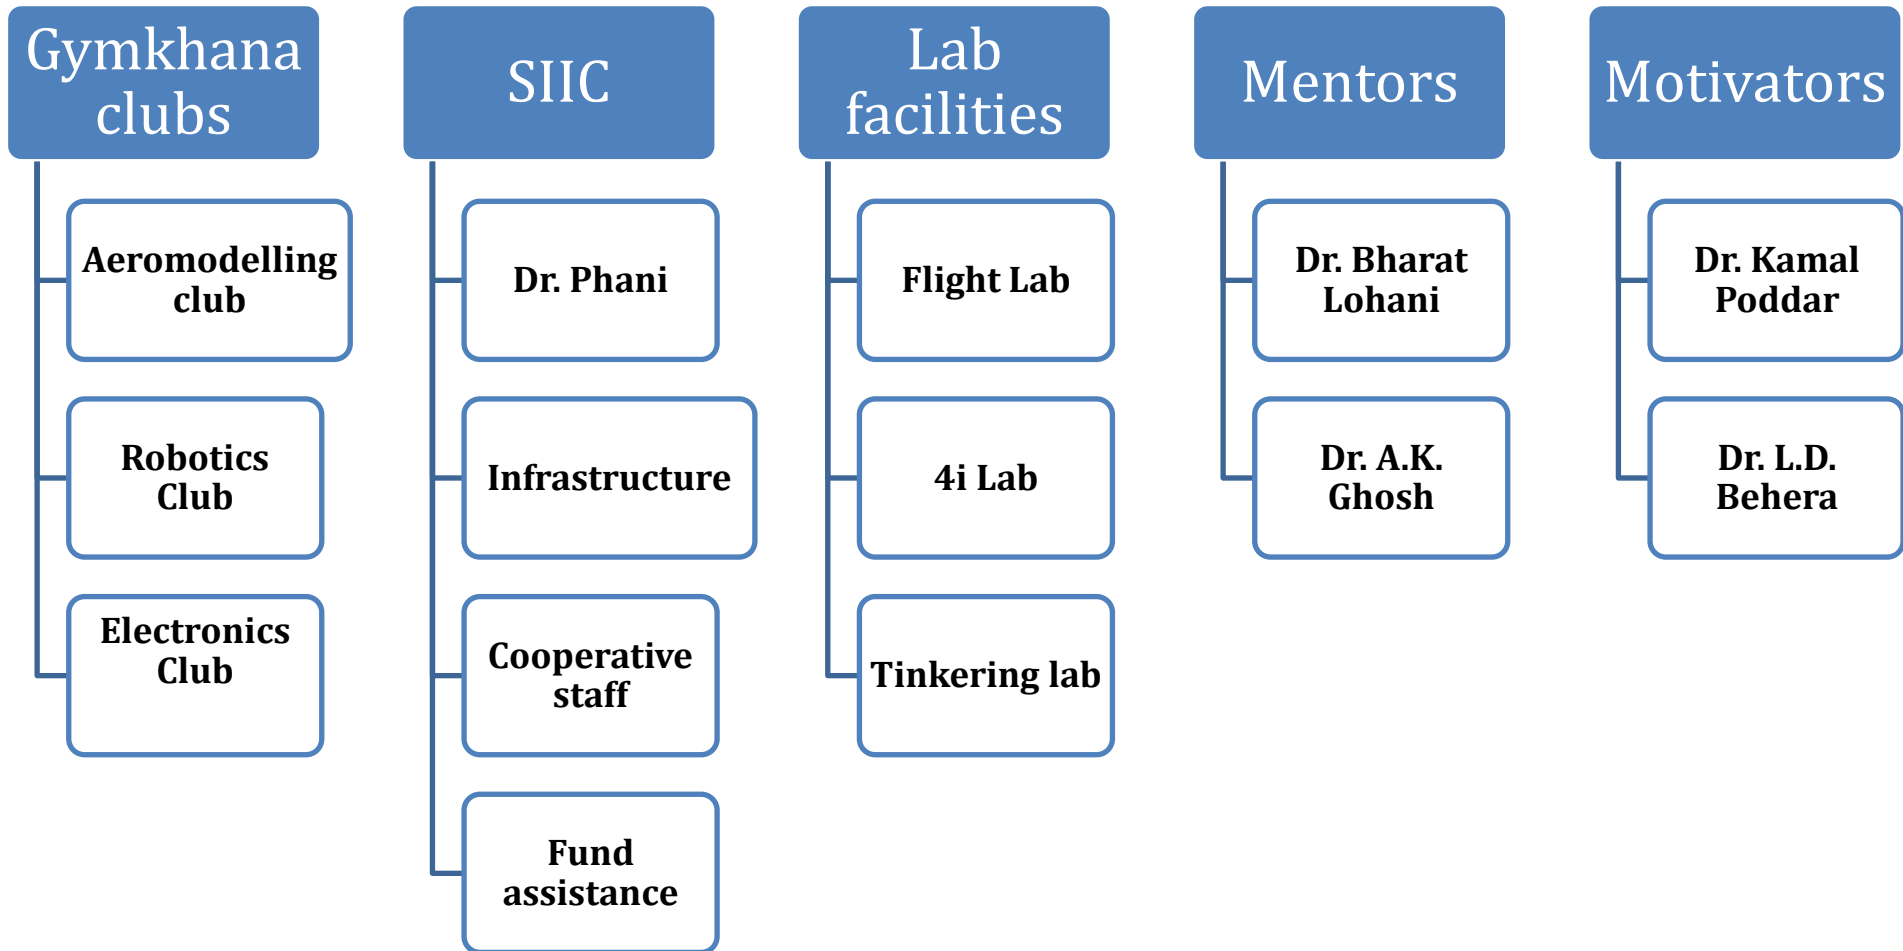 Gymkhana
clubs
Aeromodelling
club
Robotics
Club
Electronics
Club
SIIC
Dr. Phani
Infrastructure
Cooperative
staff
Fund
assistance
Lab
facilities
Flight Lab
4i Lab
Tinkering lab
Mentors
Dr. Bharat
Lohani
Dr. A.K.
Ghosh
Motivators
Dr. Kamal
Poddar
Dr. L.D.
Behera